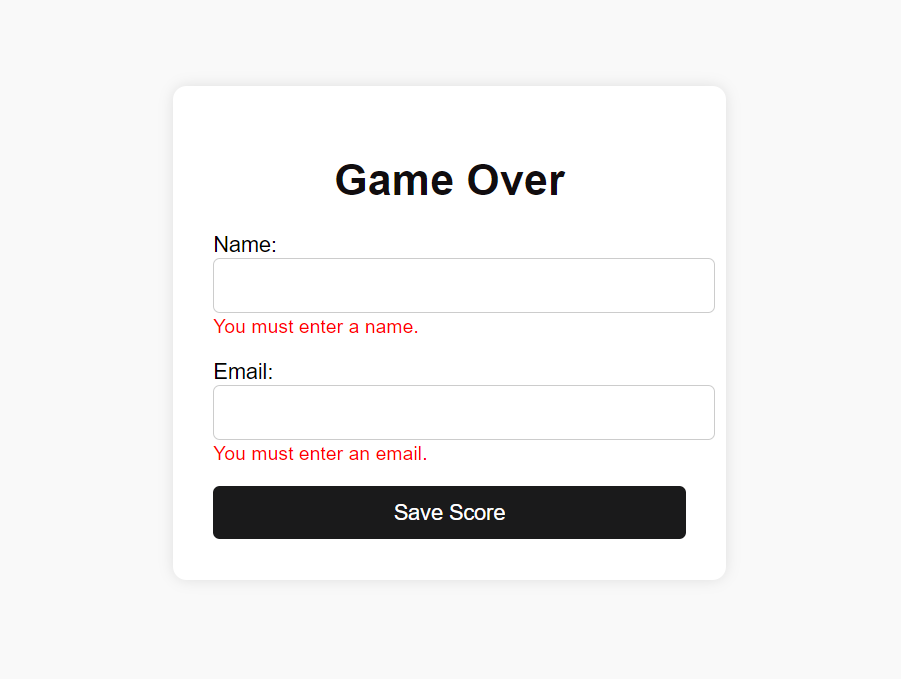 Game Over
Name:
You must enter a name.
Email:
You must enter an email.
Save Score